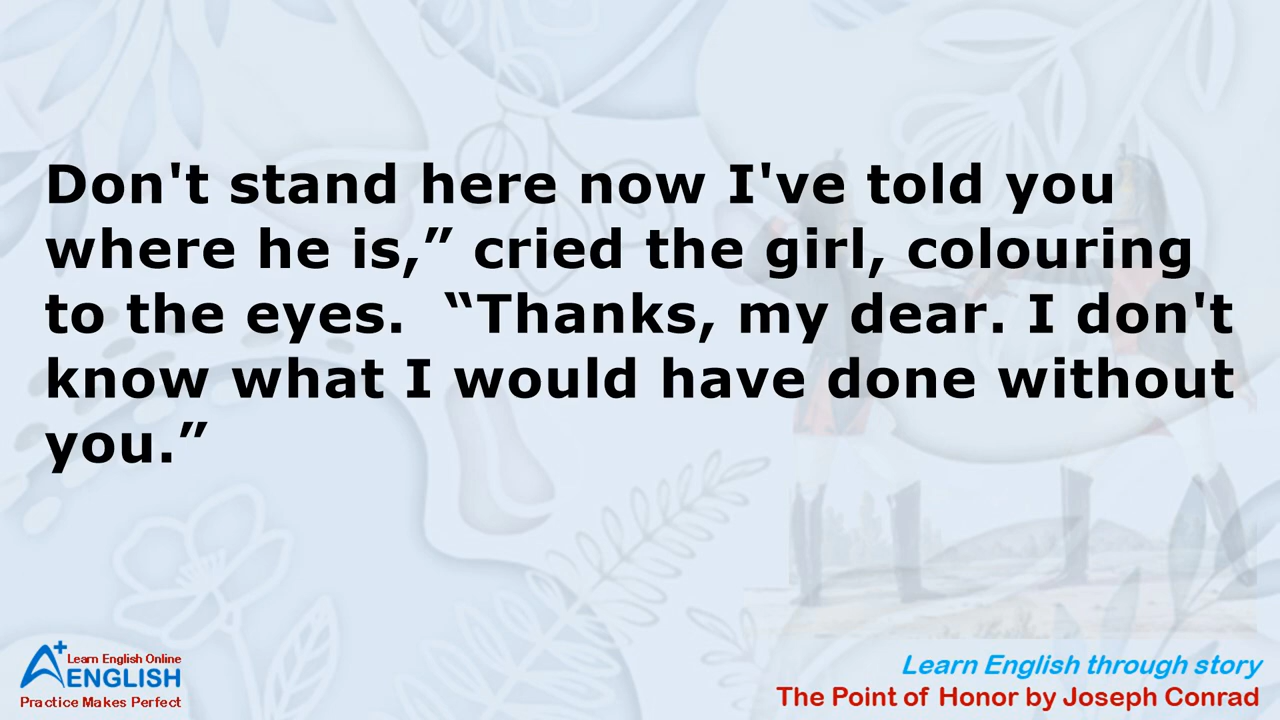 Don't stand here now I've told you
where he is,” cried the girl, colouring
to the eyes.  “Thanks, my dear. I don't
know what I would have done without
you.”
A+ Learn English Online
ENGLISH
Practice Makes Perfect
Learn English through story
The Point of Honor by Joseph Conrad